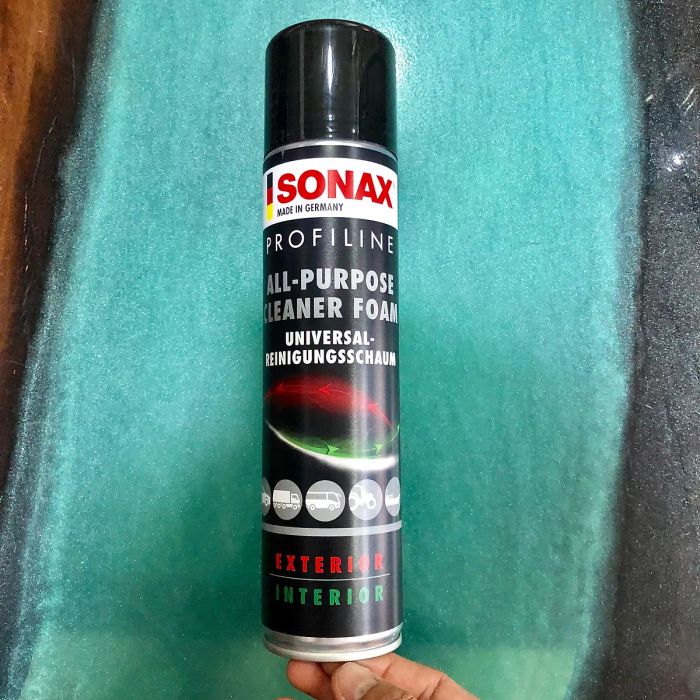 SONAX
MADE IN GERMANY
PROFILINE
ALL-PURPOSE
CLEANER FOAM
UNIVERSAL-
REINIGUNGSSCHAUM
EXTERIOR
INTERIOR